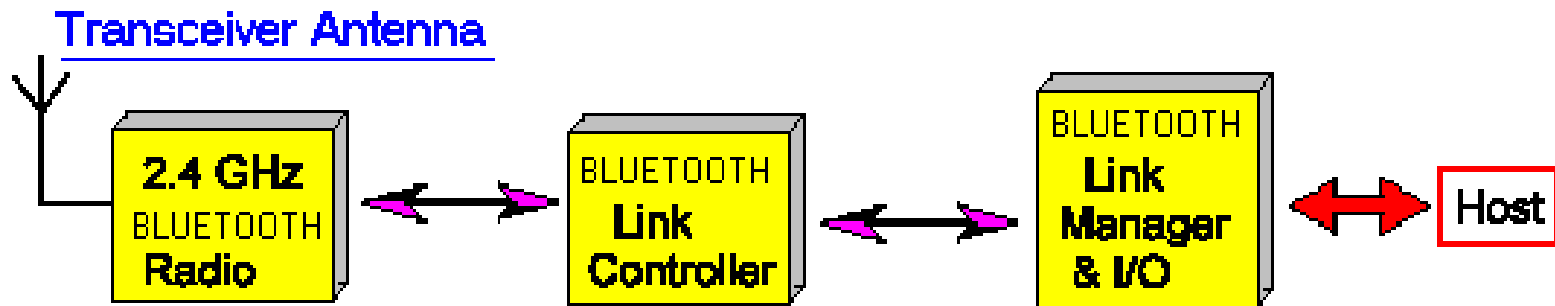 Transceiver Antenna
2.4 GHz
BLUETOOTH
Radio
BLUETOOTH
Link
Controller
BLUETOOTH
Link
Manager
& I/O
Host